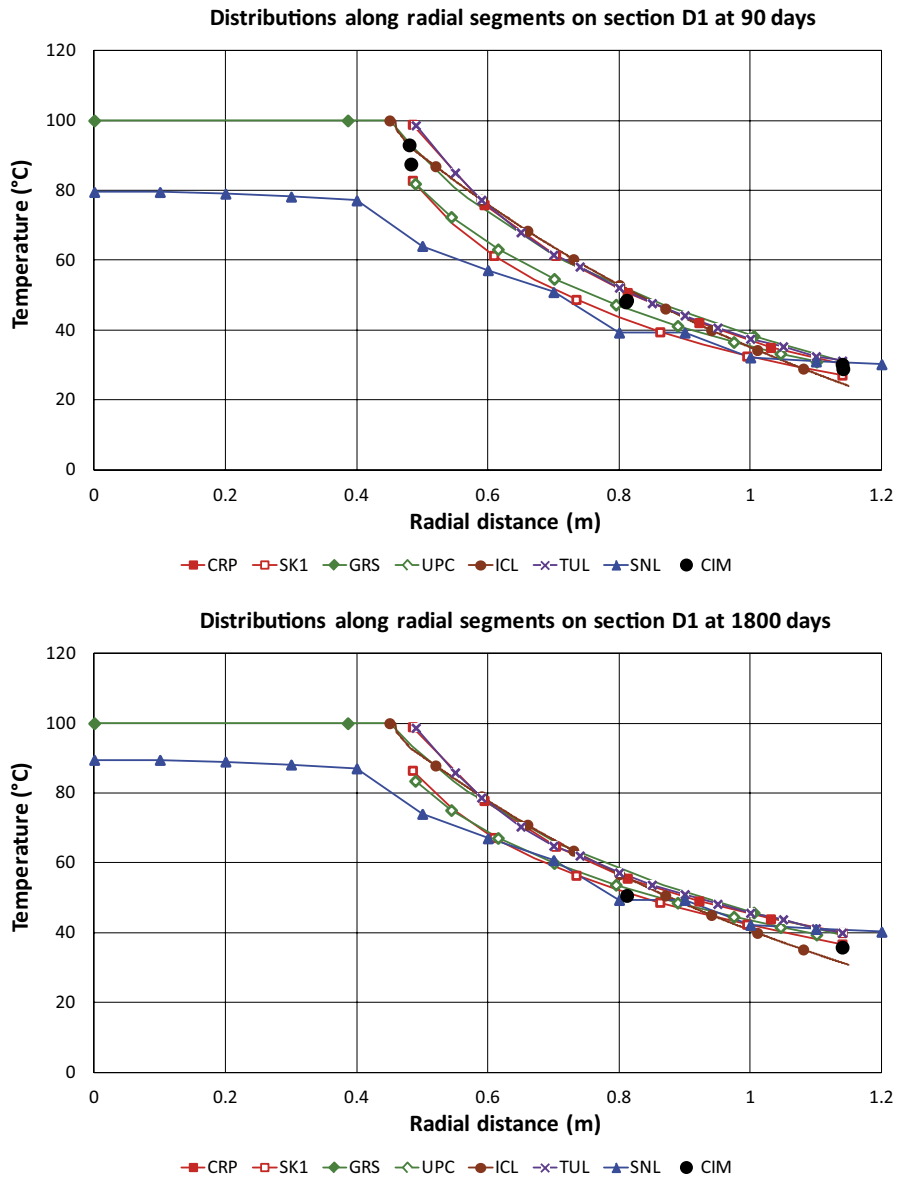 Distributions along radial segments on section D1 at 90 days
120
100
80
60
40
20
0
Temperature (°C)
0 0.2 0.4 0.6 0.8 1 1.2
Radial distance (m)
CRP SK1 GRS UPC ICL TUL SNL CIM
Distributions along radial segments on section D1 at 1800 days
120
100
80
60
40
20
0
Temperature (°C)
0 0.2 0.4 0.6 0.8 1 1.2
Radial distance (m)
CRP SK1 GRS UPC ICL TUL SNL CIM